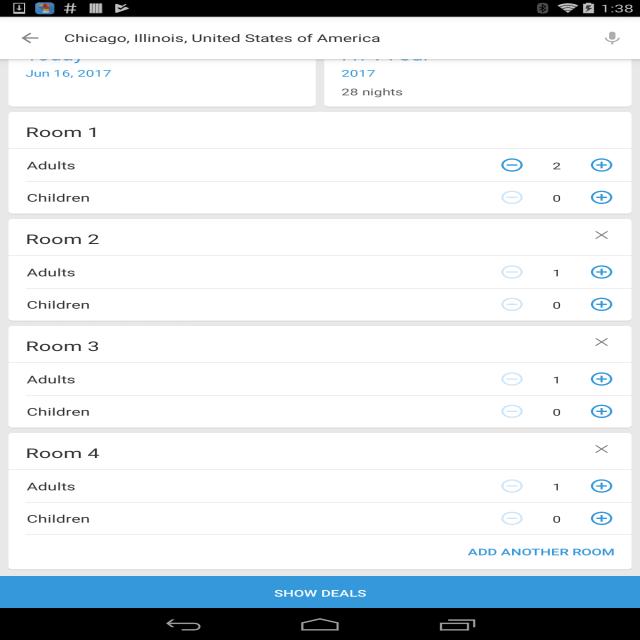 1:38
Chicago, Illinois, United States of America
Today
Jun 16, 2017
2017
28 nights
Room 1
Adults
2
Children
0
Room 2
Adults
1
Children
0
Room 3
Adults
1
Children
0
Room 4
Adults
1
Children
0
ADD ANOTHER ROOM
SHOW DEALS